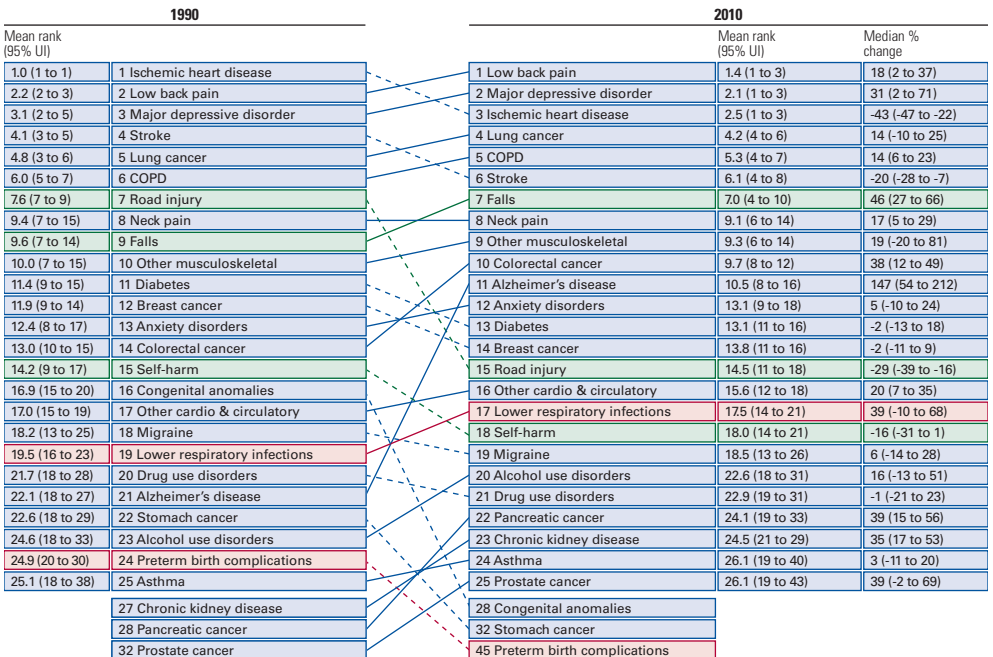 1990
2010
Mean rank
(95% UI)
Mean rank
(95% UI)
Median %
change
1.0 (1 to 1) 1 Ischemic heart disease 1 Low back pain 1.4 (1 to 3) 18 (2 to 37)
2.2 (2 to 3) 2 Low back pain 2 Major depressive disorder 2.1 (1 to 3) 31 (2 to 71)
3.1 (2 to 5) 3 Major depressive disorder 3 Ischemic heart disease 2.5 (1 to 3) -43 (-47 to -22)
4.1 (3 to 5) 4 Stroke 4 Lung cancer 4.2 (4 to 6) 14 (-10 to 25)
4.8 (3 to 6) 5 Lung cancer 5 COPD 5.3 (4 to 7) 14 (6 to 23)
6.0 (5 to 7) 6 COPD 6 Stroke 6.1 (4 to 8) -20 (-28 to -7)
7.6 (7 to 9) 7 Road injury 7 Falls 7.0 (4 to 10) 46 (27 to 66)
9.4 (7 to 15) 8 Neck pain 8 Neck pain 9.1 (6 to 14) 17 (5 to 29)
9.6 (7 to 14) 9 Falls 9 Other musculoskeletal 9.3 (6 to 14) 19 (-20 to 81)
10.0 (7 to 15) 10 Other musculoskeletal 10 Colorectal cancer 9.7 (8 to 12) 38 (12 to 49)
11.4 (9 to 15) 11 Diabetes 11 Alzheimer's disease 10.5 (8 to 16) 147 (54 to 212)
11.9 (9 to 14) 12 Breast cancer 12 Anxiety disorders 13.1 (9 to 18) 5 (-10 to 24)
12.4 (8 to 17) 13 Anxiety disorders 13 Diabetes 13.1 (11 to 16) -2 (-13 to 18)
13.0 (10 to 15) 14 Colorectal cancer 14 Breast cancer 13.8 (11 to 16) -2 (-11 to 9)
14.2 (9 to 17) 15 Self-harm 15 Road injury 14.5 (11 to 18) -29 (-39 to -16)
16.9 (15 to 20) 16 Congenital anomalies 16 Other cardio & circulatory 15.6 (12 to 18) 20 (7 to 35)
17.0 (15 to 19) 17 Other cardio & circulatory 17 Lower respiratory infections 17.5 (14 to 21) 39 (-10 to 68)
18.2 (13 to 25) 18 Migraine 18 Self-harm 18.0 (14 to 21) -16 (-31 to 1)
19.5 (16 to 23) 19 Lower respiratory infections 19 Migraine 18.5 (13 to 26) 6 (-14 to 28)
21.7 (18 to 28) 20 Drug use disorders 20 Alcohol use disorders 22.6 (18 to 31) 16 (-13 to 51)
22.1 (18 to 27) 21 Alzheimer's disease 21 Drug use disorders 22.9 (19 to 31) -1 (-21 to 23)
22.6 (18 to 29) 22 Stomach cancer 22 Pancreatic cancer 24.1 (19 to 33) 39 (15 to 56)
24.6 (18 to 33) 23 Alcohol use disorders 23 Chronic kidney disease 24.5 (21 to 29) 35 (17 to 53)
24.9 (20 to 30) 24 Preterm birth complications 24 Asthma 26.1 (19 to 40) 3 (-11 to 20)
25.1 (18 to 38) 25 Asthma 25 Prostate cancer 26.1 (19 to 43) 39 (-2 to 69)
27 Chronic kidney disease 28 Congenital anomalies
28 Pancreatic cancer 32 Stomach cancer
32 Prostate cancer 45 Preterm birth complications